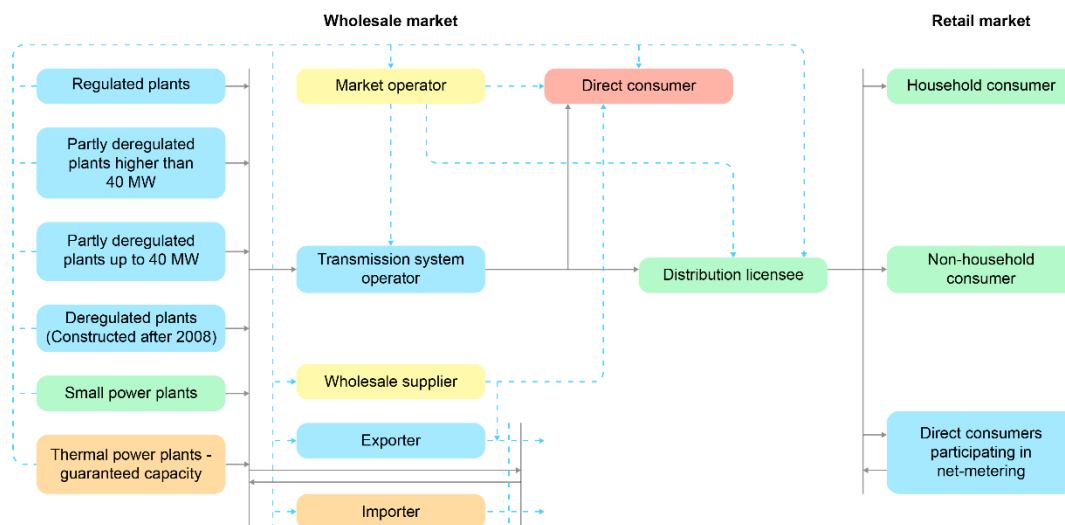 Wholesale market
Retail market
Regulated plants
Market operator
Direct consumer
Household consumer
Partly deregulated
plants higher than
40 MW
Partly deregulated
plants up to 40 MW
Transmission system
operator
Distribution licensee
Non-household
consumer
Deregulated plants
(Constructed after 2008)
Small power plants
Wholesale supplier
Thermal power plants -
guaranteed capacity
Exporter
Direct consumers
participating in
net-metering
Importer